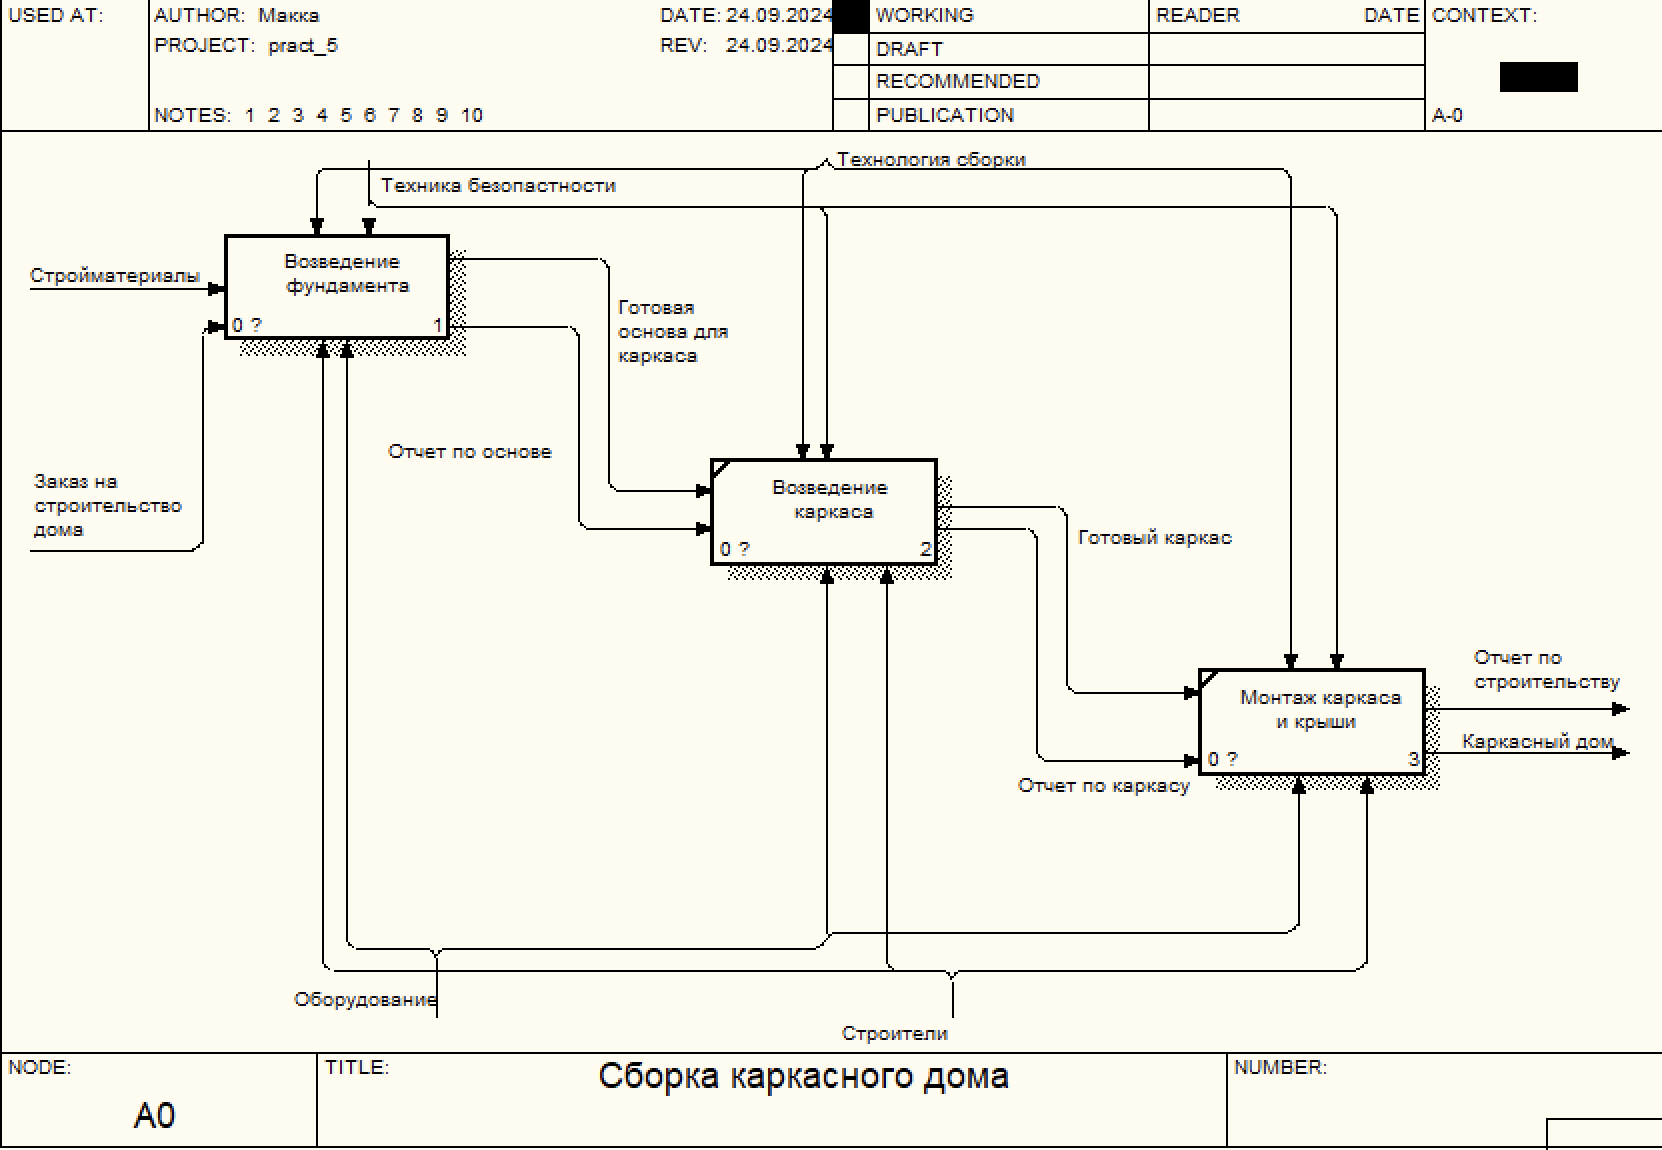 USED AT:
AUTHOR: Макка
DATE: 24.09.2024
PROJECT: pract_5
REV: 24.09.2024
NOTES: 1 2 3 4 5 6 7 8 9 10
WORKING
DRAFT
RECOMMENDED
PUBLICATION
READER DATE
CONTEXT:
A-0
Технология сборки
Техника безопастности
Стройматериалы
Возведение
фундамента
0 ? 1
Готовая
основа для
каркаса
Отчет по основе
Заказ на
строительство
дома
Возведение
каркаса
0 ? 2
Готовый каркас
Отчет по
строительству
Монтаж каркаса
и крыши
0 ? 3
Каркасный дом
Отчет по каркасу
Оборудование
Строители
NODE:
A0
TITLE:
Сборка каркасного дома
NUMBER: